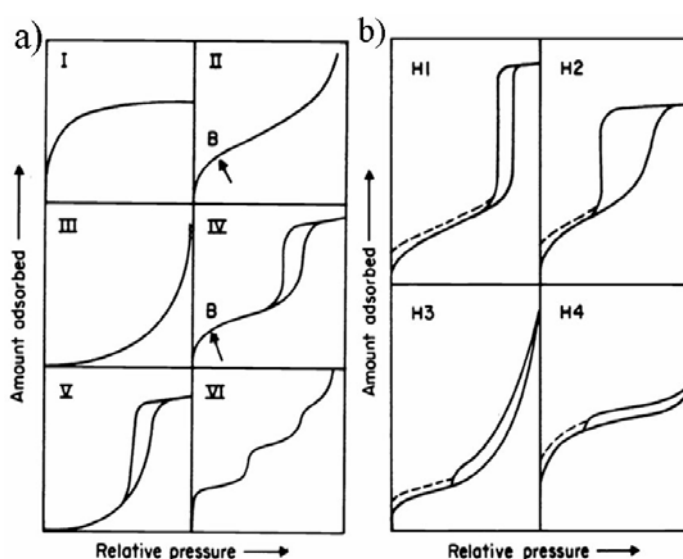 a)
I II
B
III IV
B
V VI
Amount adsorbed
Relative pressure
b)
H1 H2
H3 H4
Amount adsorbed
Relative pressure